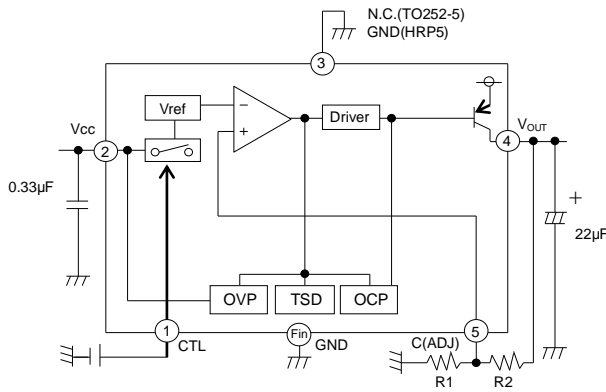 N.C.(TO252-5)
GND(HRP5)
3
Vref
−
+
Driver
Vcc
2
4
VOUT
0.33µF
+
22µF
OVP
TSD
OCP
1
CTL
Fin
GND
5
C(ADJ)
R1
R2